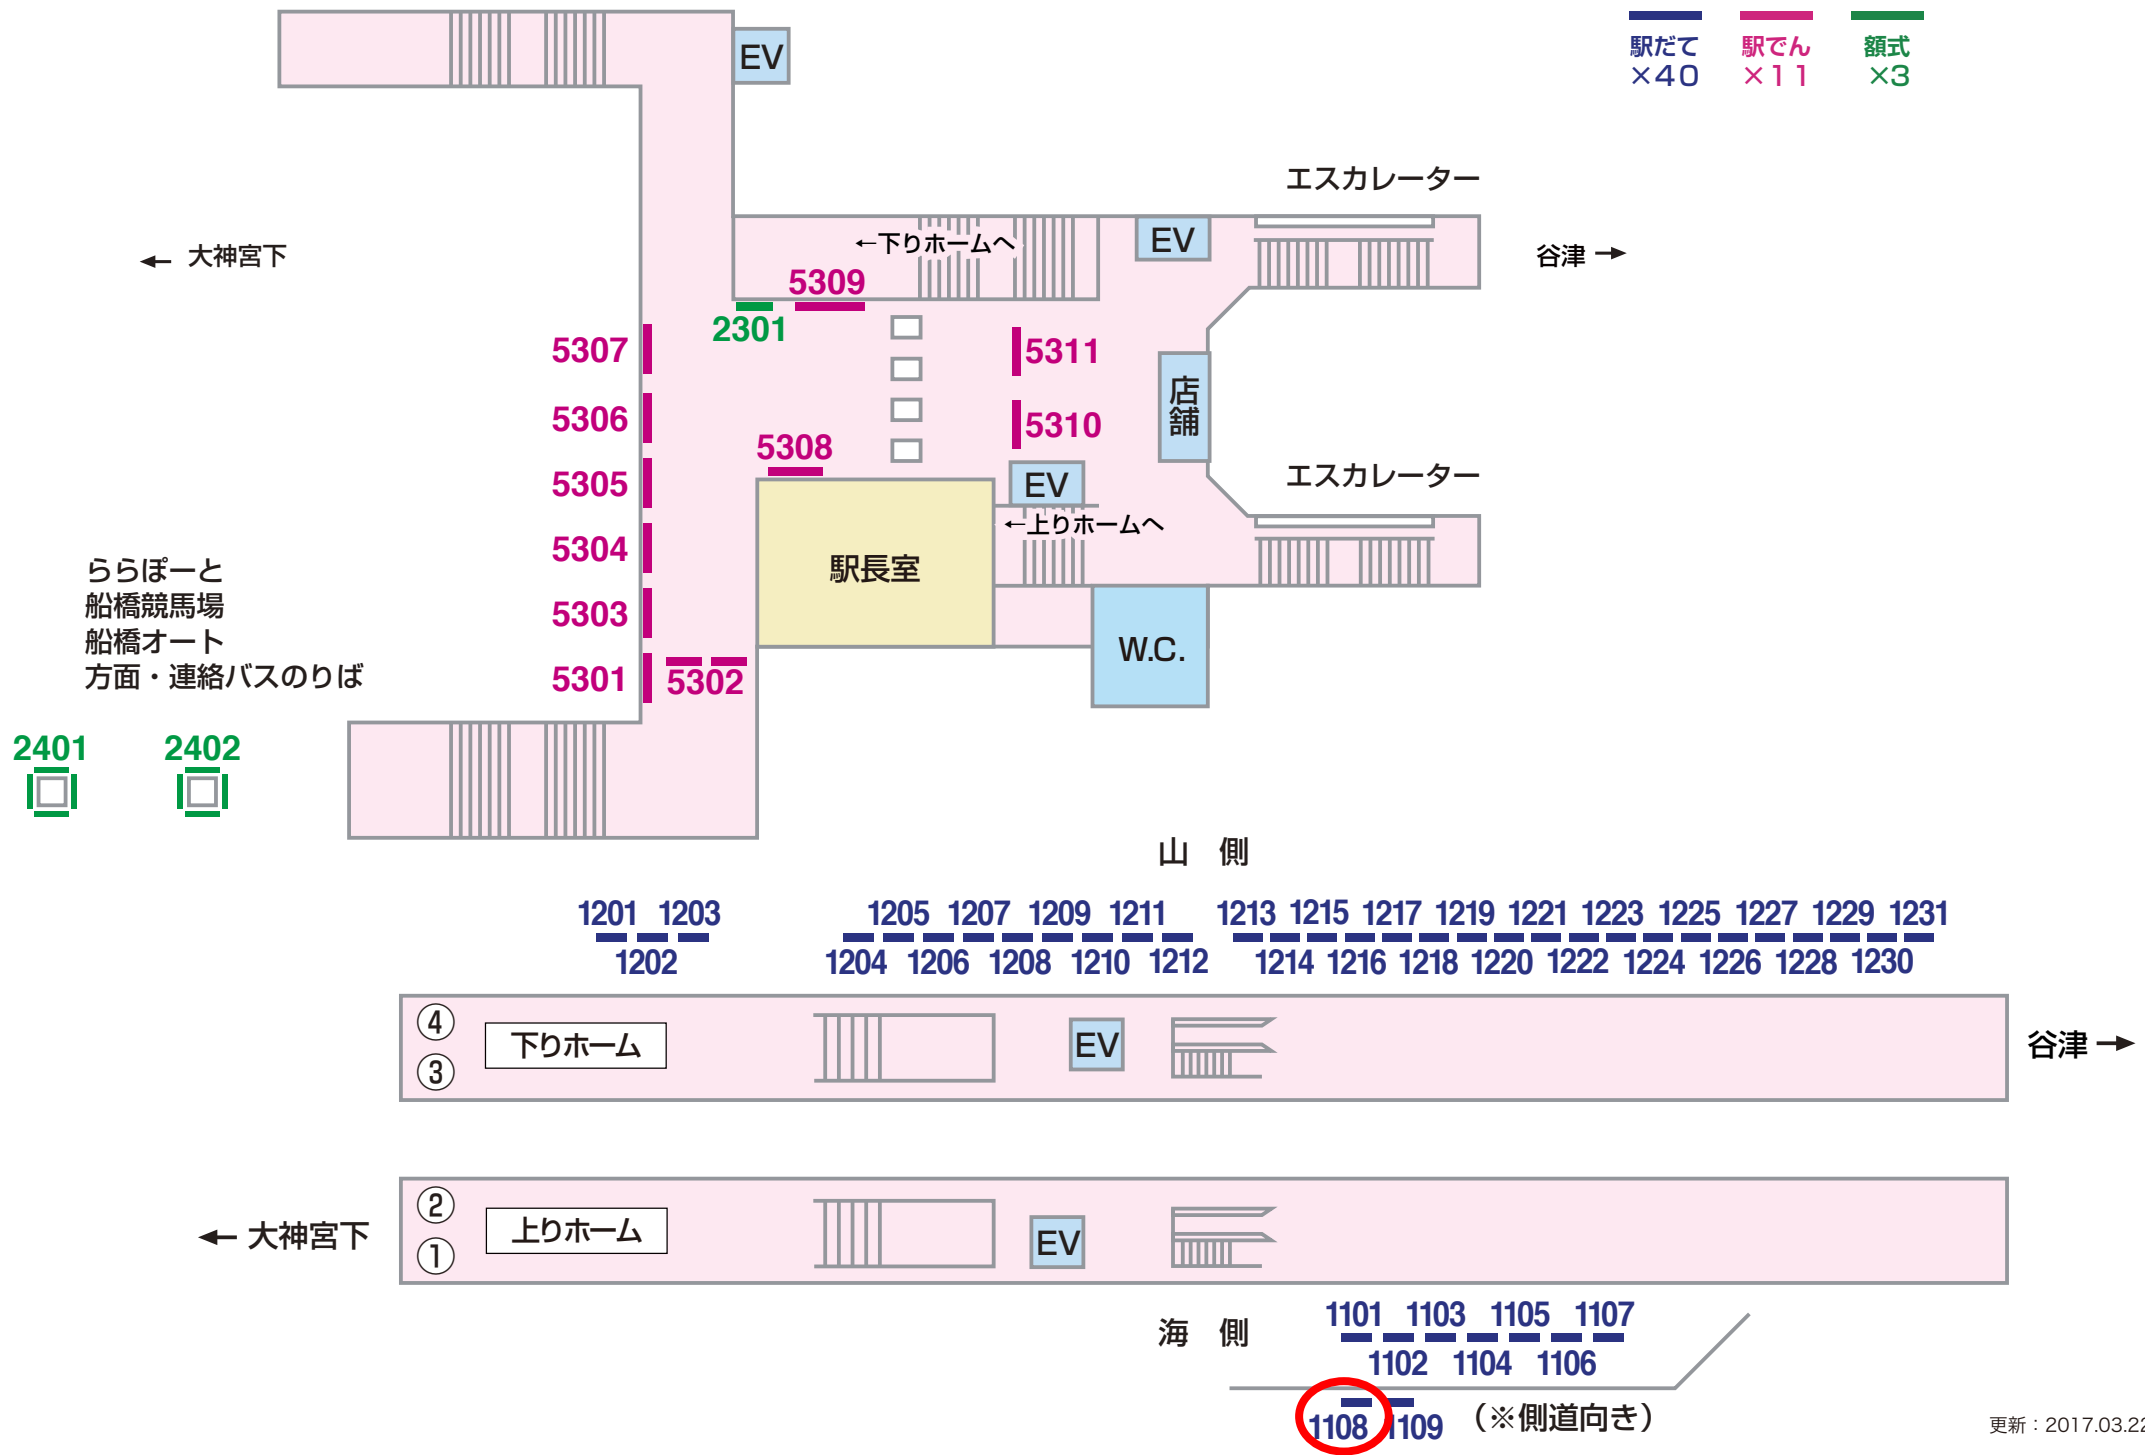 駅だて 駅でん 額式
×40 ×11 ×3
EV
エスカレーター
← 大神宮下
←下りホームへ
EV
谷津→
5309
2301
5307
5311
5306
5310
店舗
5308
5305
EV
エスカレーター
←上りホームへ
5304
駅長室
ららぽーと
船橋競馬場
船橋オート
方面・連絡バスのりば
5303
W.C.
5301
5302
2401
2402
山 側
1201 1203 1205 1207 1209 1211 1213 1215 1217 1219 1221 1223 1225 1227 1229 1231
1202 1204 1206 1208 1210 1212 1214 1216 1218 1220 1222 1224 1226 1228 1230
④
③
下りホーム
EV
谷津→
← 大神宮下
②
①
上りホーム
EV
海 側
1101 1103 1105 1107
1102 1104 1106
1108 1109 (※側道向き)
更新：2017.03.22